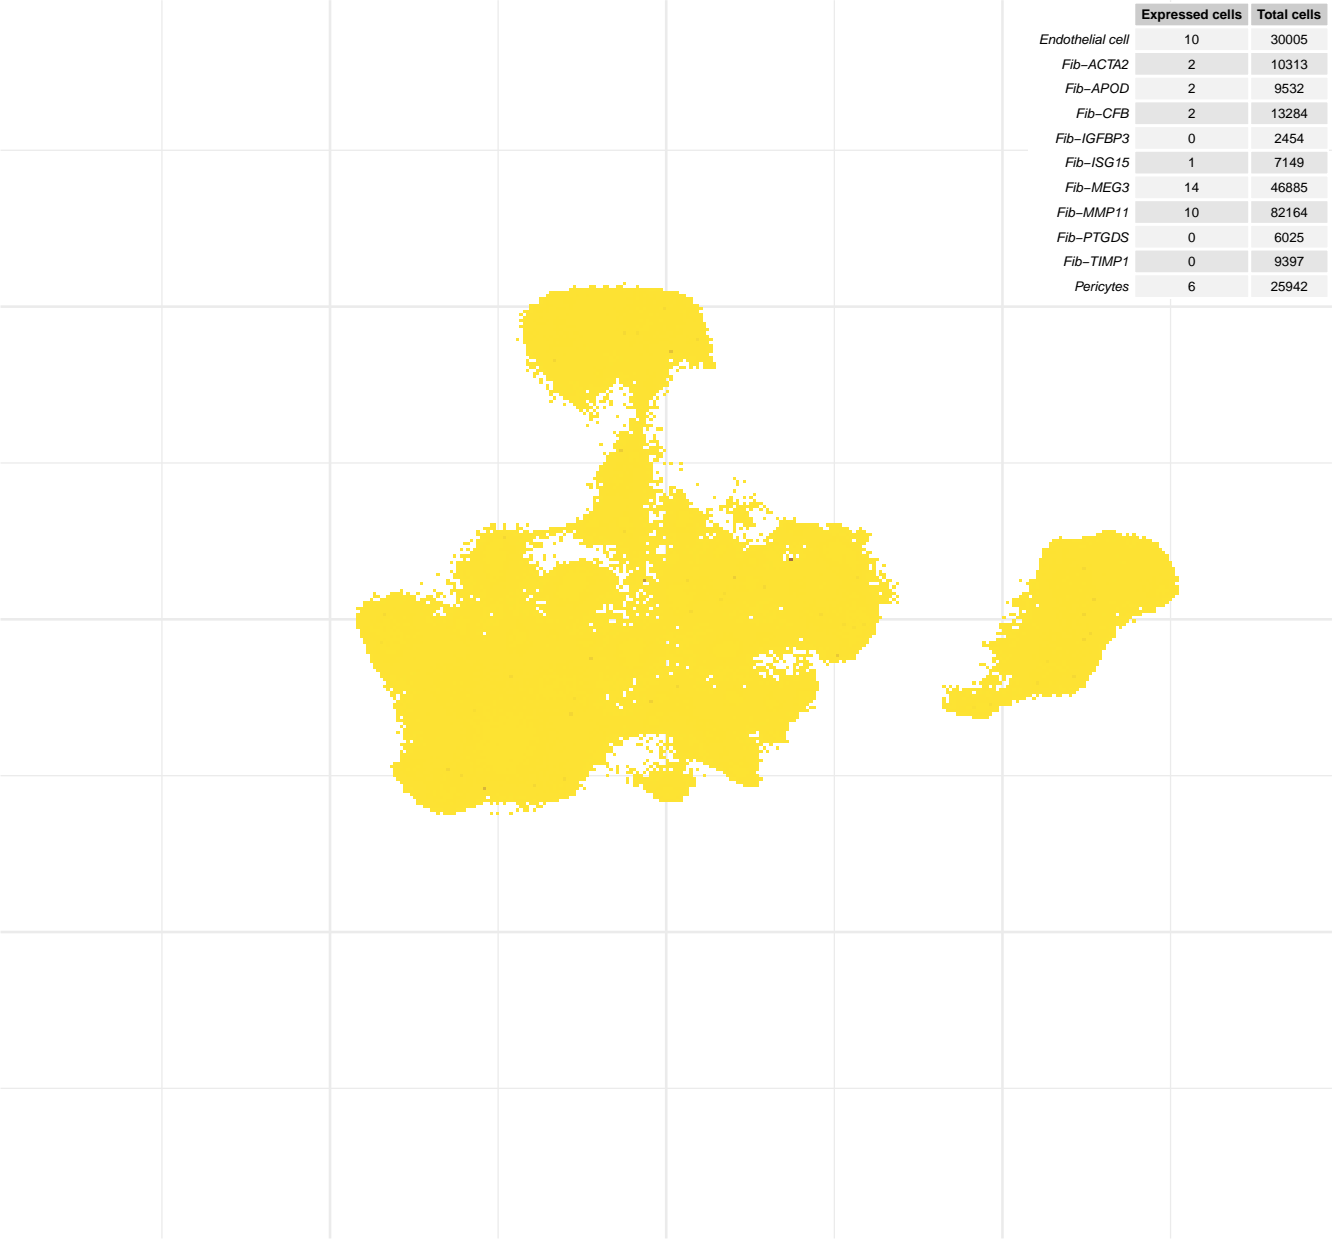 Expressed cells Total cells
Endothelial cell 10 30005
Fib−ACTA2 2 10313
Fib−APOD 2 9532
Fib−CFB 2 13284
Fib−IGFBP3 0 2454
Fib−ISG15 1 7149
Fib−MEG3 14 46885
Fib−MMP11 10 82164
Fib−PTGDS 0 6025
Fib−TIMP1 0 9397
Pericytes 6 25942